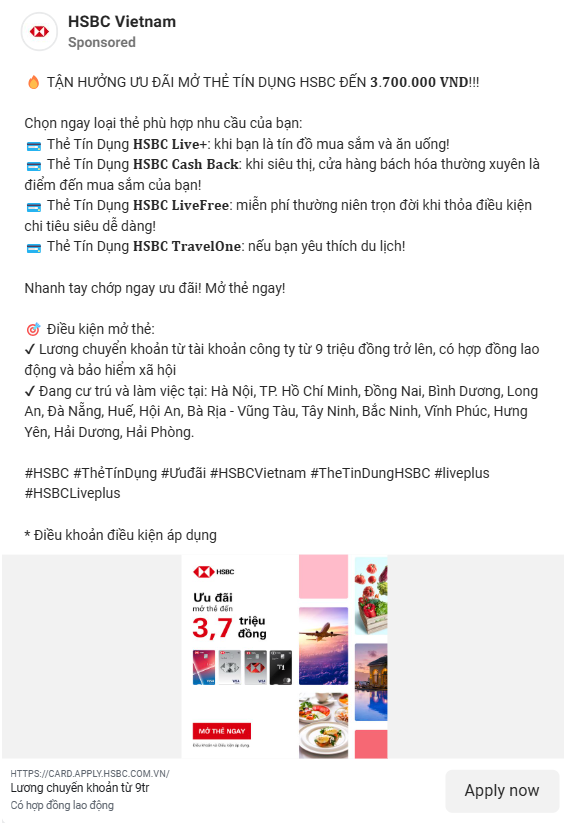 HSBC Vietnam
Sponsored
🔥 TẬN HƯỞNG ƯU ĐÃI MỞ THẺ TÍN DỤNG HSBC ĐẾN 3.700.000 VND!!!
Chọn ngay loại thẻ phù hợp nhu cầu của bạn:
💳 Thẻ Tín Dụng HSBC Live+: khi bạn là tín đồ mua sắm và ăn uống!
💳 Thẻ Tín Dụng HSBC Cash Back: khi siêu thị, cửa hàng bách hóa thường xuyên là
điểm đến mua sắm của bạn!
💳 Thẻ Tín Dụng HSBC LiveFree: miễn phí thường niên trọn đời khi thỏa điều kiện
chi tiêu siêu dễ dàng!
💳 Thẻ Tín Dụng HSBC TravelOne: nếu bạn yêu thích du lịch!
Nhanh tay chớp ngay ưu đãi! Mở thẻ ngay!
🎯 Điều kiện mở thẻ:
✔ Lương chuyển khoản từ tài khoản công ty từ 9 triệu đồng trở lên, có hợp đồng lao
động và bảo hiểm xã hội
✔ Đang cư trú và làm việc tại: Hà Nội, TP. Hồ Chí Minh, Đồng Nai, Bình Dương, Long
An, Đà Nẵng, Huế, Hội An, Bà Rịa - Vũng Tàu, Tây Ninh, Bắc Ninh, Vĩnh Phúc, Hưng
Yên, Hải Dương, Hải Phòng.
#HSBC #ThẻTínDụng #Ưuđãi #HSBCVietnam #TheTinDungHSBC #liveplus
#HSBCLiveplus
* Điều khoản điều kiện áp dụng
HSBC
Ưu đãi
mở thẻ đến
3,7 triệu đồng
MỞ THẺ NGAY
Điều khoản và Điều kiện áp dụng.
HTTPS://CARD.APPLY.HSBC.COM.VN/
Lương chuyển khoản từ 9tr
Có hợp đồng lao động
Apply now